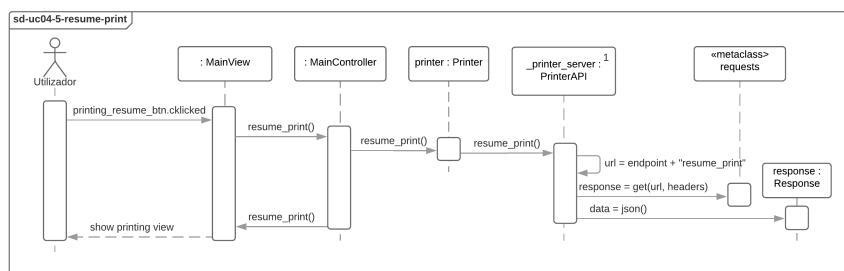 sd-uc04-5-resume-print
Utilizador
: MainView
: MainController
printer : Printer
_printer_server :
PrinterAPI
1
«metaclass»
requests
printing_resume_btn.cklicked
resume_print()
resume_print()
resume_print()
url = endpoint + "resume_print"
response :
Response
response = get(url, headers)
data = json()
resume_print()
show printing view